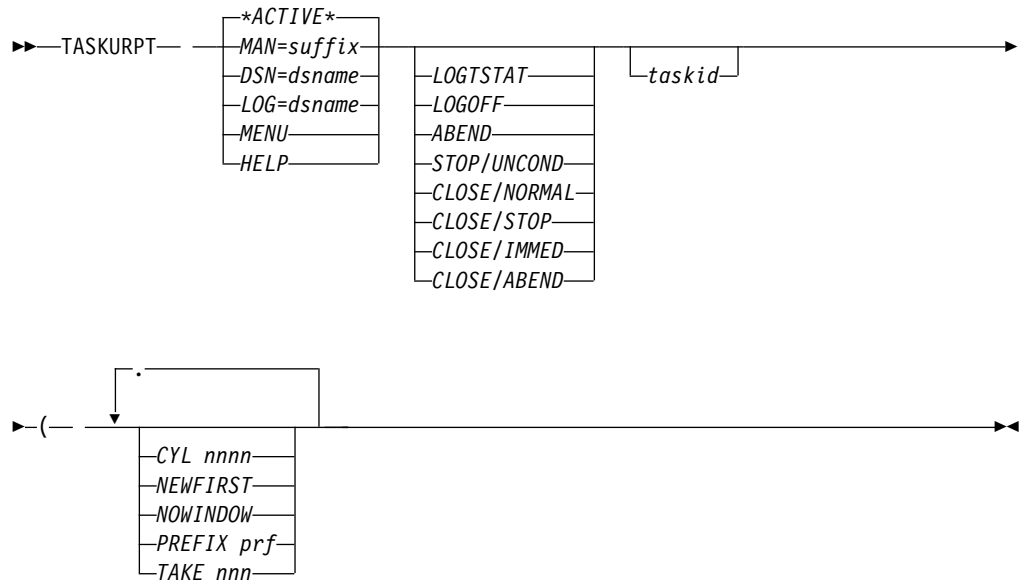 *ACTIVE*
TASKURPT
MAN=suffix
DSN=dsname
LOG=dsname
MENU
HELP
LOGTSTAT
LOGOFF
ABEND
STOP/UNCOND
CLOSE/NORMAL
CLOSE/STOP
CLOSE/IMMED
CLOSE/ABEND
taskid
(
.
CYL nnnn
NEWFIRST
NOWINDOW
PREFIX prf
TAKE nnn